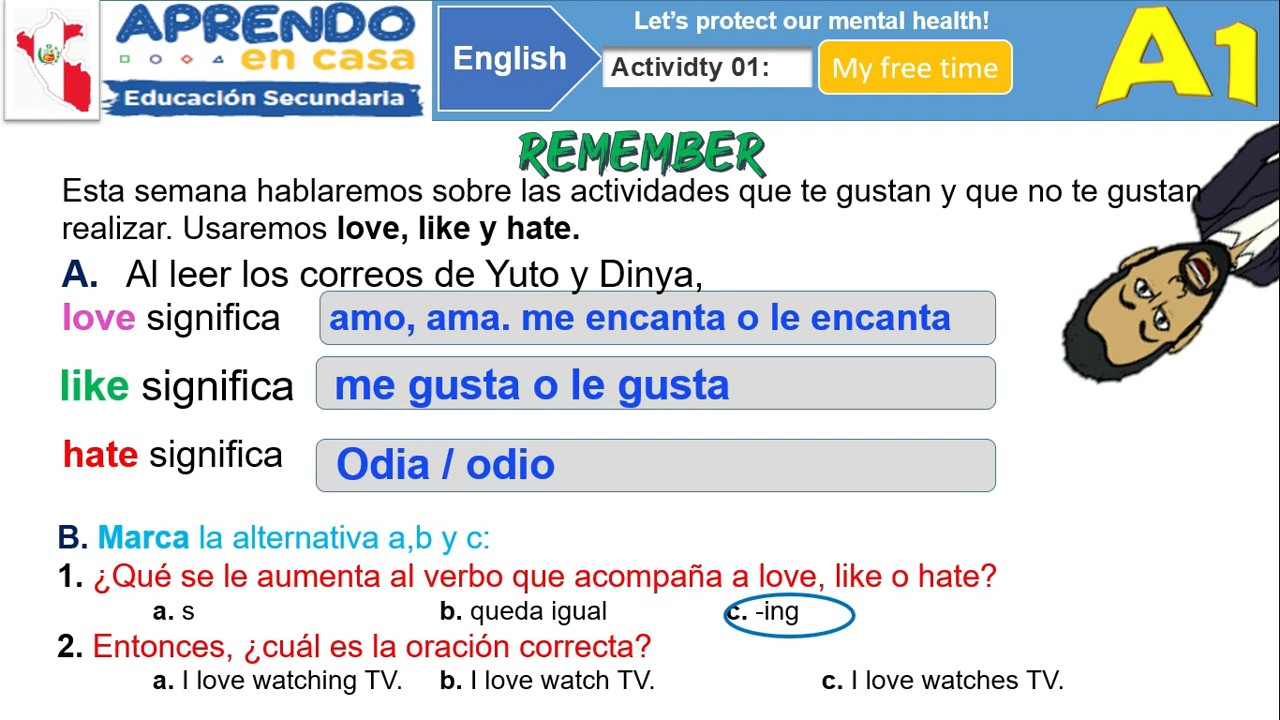 APRENDO
en casa
Educación Secundaria
English
Let's protect our mental health!
Actividty 01:
My free time
A1
REMEMBER
Esta semana hablaremos sobre las actividades que te gustan y que no te gustan
realizar. Usaremos love, like y hate.
A. Al leer los correos de Yuto y Dinya,
love significa amo, ama. me encanta o le encanta
like significa me gusta o le gusta
hate significa Odia / odio
B. Marca la alternativa a,b y c:
1. ¿Qué se le aumenta al verbo que acompaña a love, like o hate?
a. s b. queda igual c. -ing
2. Entonces, ¿cuál es la oración correcta?
a. I love watching TV. b. I love watch TV. c. I love watches TV.